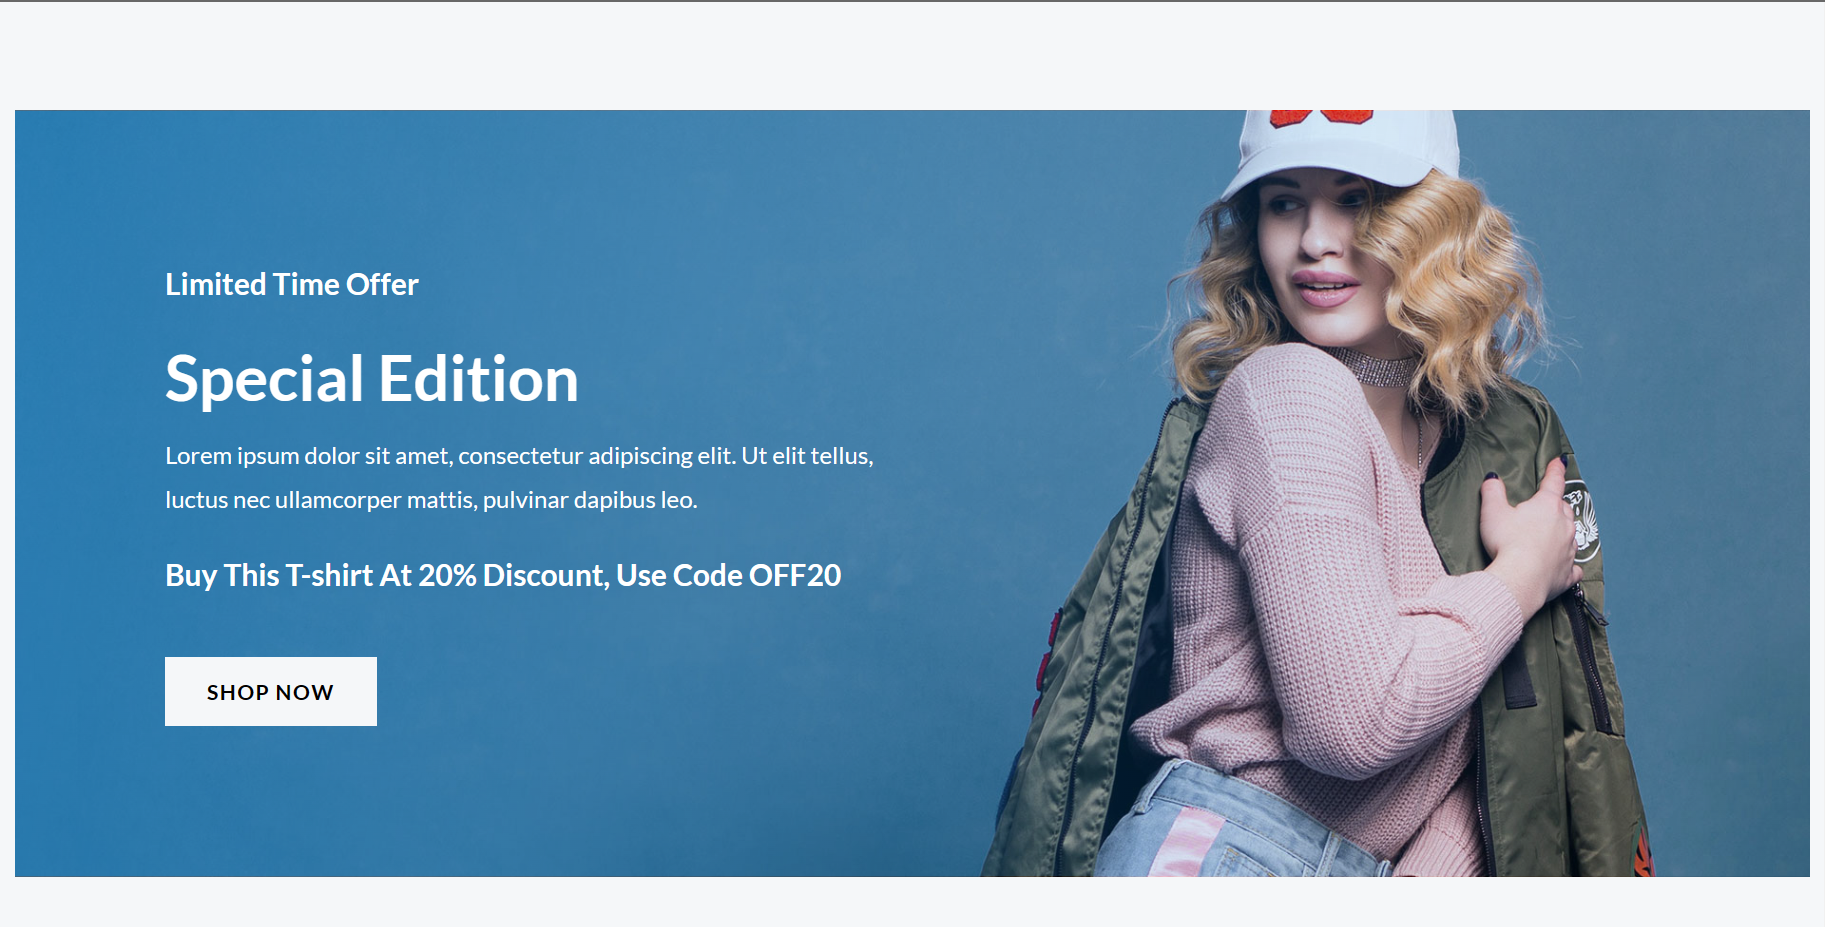 Limited Time Offer
Special Edition
Lorem ipsum dolor sit amet, consectetur adipiscing elit. Ut elit tellus,
luctus nec ullamcorper mattis, pulvinar dapibus leo.
Buy This T-shirt At 20% Discount, Use Code OFF20
SHOP NOW